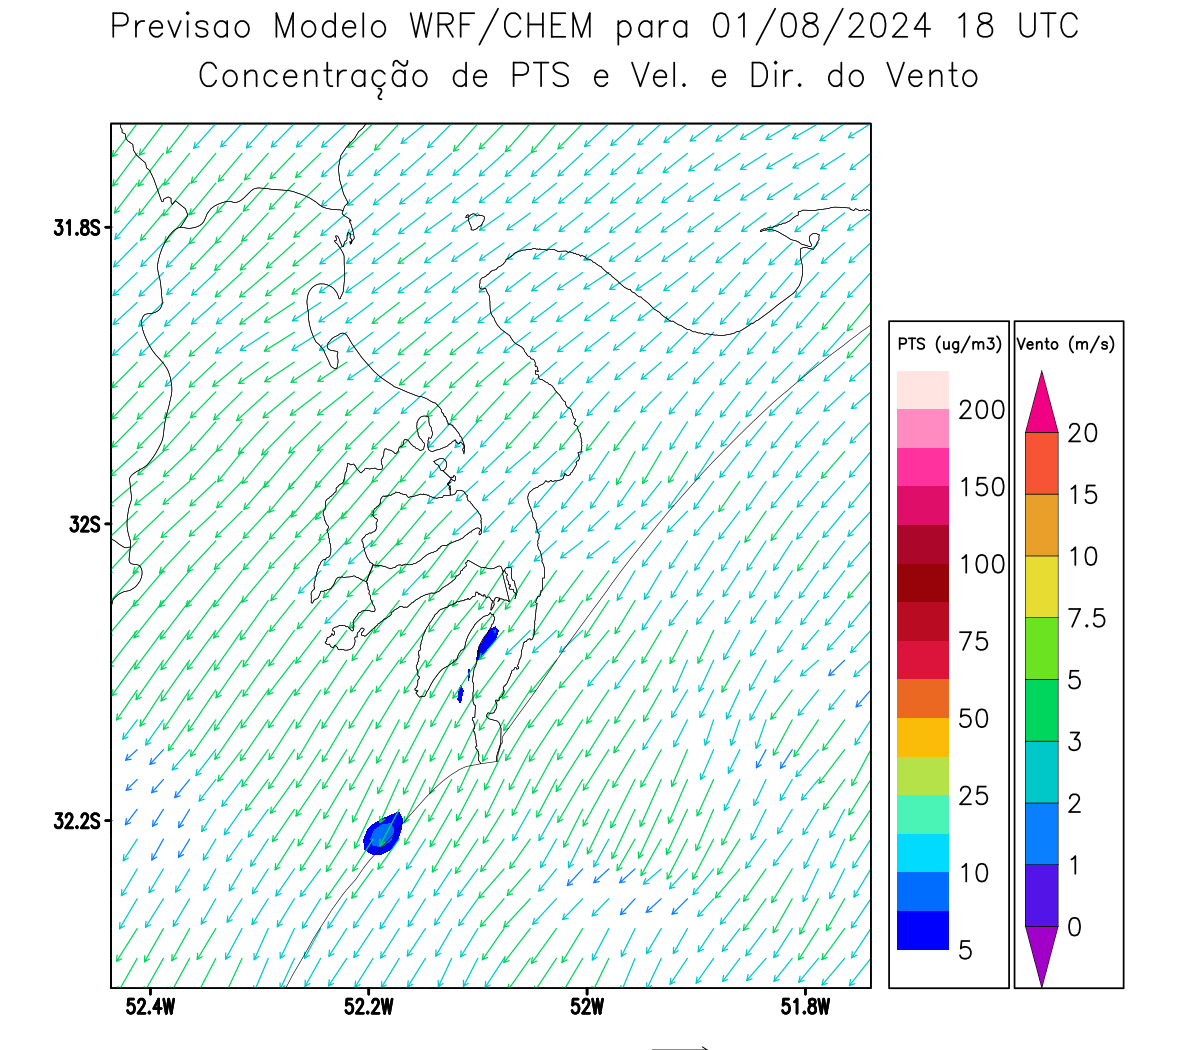 Previsao Modelo WRF/CHEM para 01/08/2024 18 UTC
Concentração de PTS e Vel. e Dir. do Vento
31.8S
32S
32.2S
52.4W 52.2W 52W 51.8W
PTS (ug/m3)
200
150
100
75
50
25
10
5
Vento (m/s)
20
15
10
7.5
5
3
2
1
0